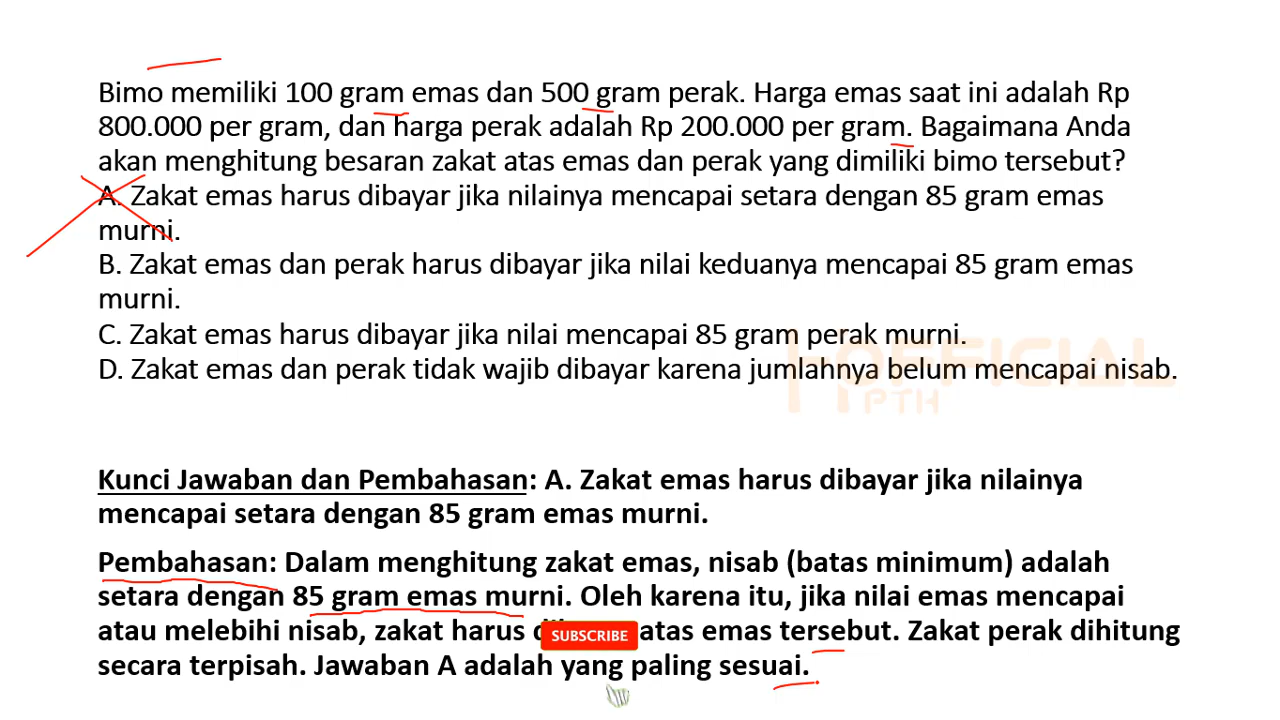 Bimo memiliki 100 gram emas dan 500 gram perak. Harga emas saat ini adalah Rp
800.000 per gram, dan harga perak adalah Rp 200.000 per gram. Bagaimana Anda
akan menghitung besaran zakat atas emas dan perak yang dimiliki bimo tersebut?
A. Zakat emas harus dibayar jika nilainya mencapai setara dengan 85 gram emas
murni.
B. Zakat emas dan perak harus dibayar jika nilai keduanya mencapai 85 gram emas
murni.
C. Zakat emas harus dibayar jika nilai mencapai 85 gram perak murni.
D. Zakat emas dan perak tidak wajib dibayar karena jumlahnya belum mencapai nisab.
OFFICIAL
PTH
Kunci Jawaban dan Pembahasan: A. Zakat emas harus dibayar jika nilainya
mencapai setara dengan 85 gram emas murni.
Pembahasan: Dalam menghitung zakat emas, nisab (batas minimum) adalah
setara dengan 85 gram emas murni. Oleh karena itu, jika nilai emas mencapai
atau melebihi nisab, zakat harus SUBSCRIBE atas emas tersebut. Zakat perak dihitung
secara terpisah. Jawaban A adalah yang paling sesuai.